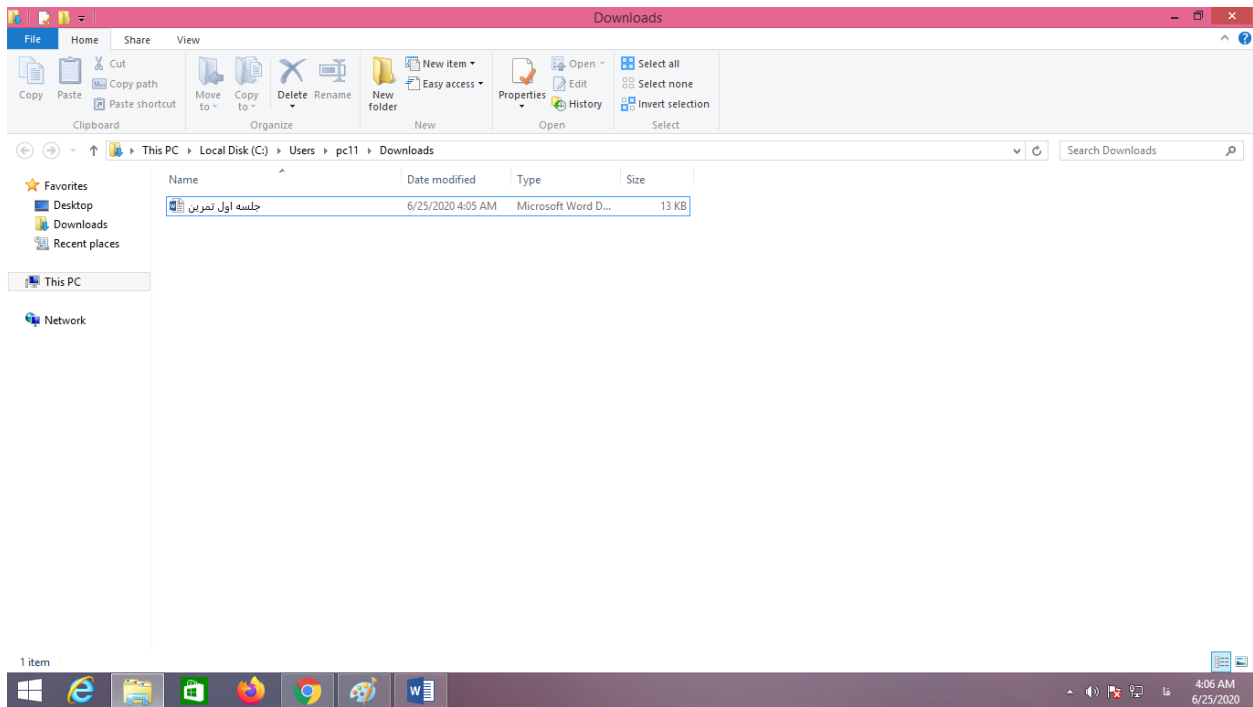 Downloads
File Home Share View
Copy
Paste
Cut
Copy path
Paste shortcut
Clipboard
Move to
Copy to
Delete
Rename
Organize
New folder
New item
Easy access
New
Properties
Open
Edit
History
Open
Select all
Select none
Invert selection
Select
This PC Local Disk (C:) Users pc11 Downloads
Search Downloads
Favorites
Desktop
Downloads
Recent places
This PC
Network
Name Date modified Type Size
جلسه اول تمرین 6/25/2020 4:05 AM Microsoft Word D... 13 KB
1 item
فا
4:06 AM
6/25/2020